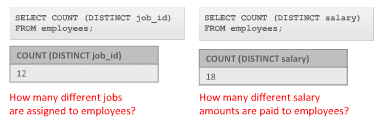 SELECT COUNT (DISTINCT job_id)
FROM employees;
COUNT (DISTINCT job_id)
12
How many different jobs
are assigned to employees?
SELECT COUNT (DISTINCT salary)
FROM employees;
COUNT (DISTINCT salary)
18
How many different salary
amounts are paid to employees?